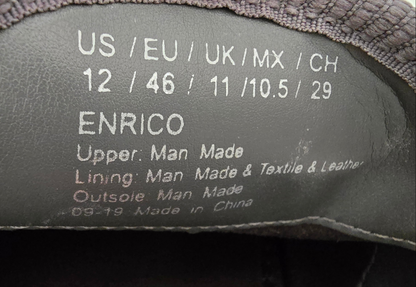 US / EU / UK / MX / CH
12 / 46 / 11 / 10.5 / 29
ENRICO
Upper: Man Made
Lining: Man Made & Textile & Leather
Outsole Man Made
09-19 Made in China